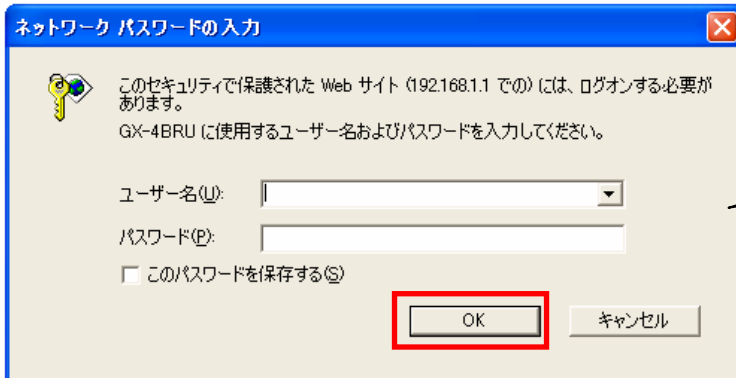 ネットワーク パスワードの入力
このセキュリティで保護された Web サイト (192.168.1.1 での) には、ログオンする必要が
あります。
GX-4BRU に使用するユーザー名およびパスワードを入力してください。
ユーザー名(U):
パスワード(P):
このパスワードを保存する(S)
OK キャンセル